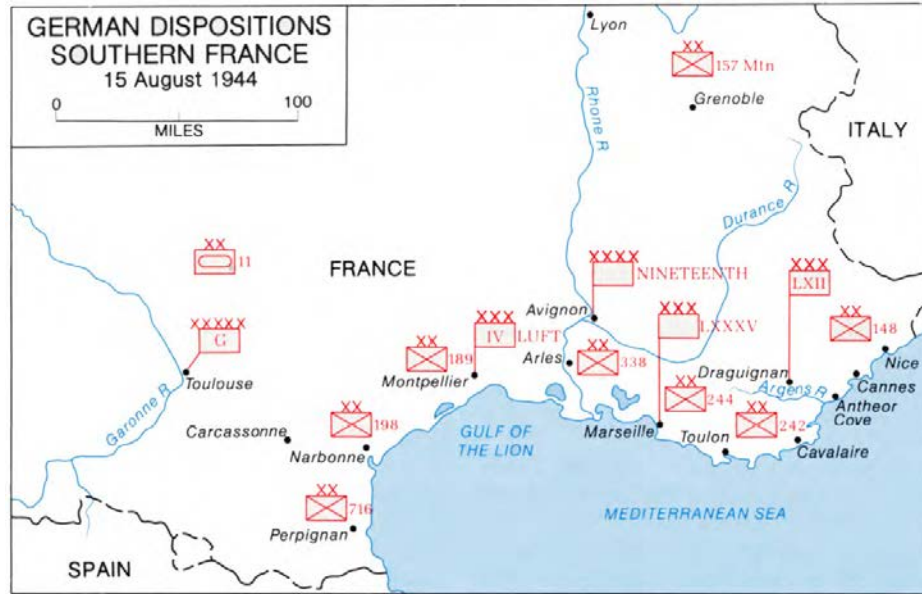 GERMAN DISPOSITIONS
SOUTHERN FRANCE
15 August 1944
0 100
MILES
Lyon
XX
157 Mtn
Grenoble
ITALY
Rhone R
Durance R
XX
11
FRANCE
XXXX
NINETEENTH
XXX
LXII
XXXXX
G
Toulouse
Garonne R
XXX
IV LUFT
Avignon
XXX
LXXXV
XX
148
Nice
XX
189
Montpellier
Arles
XX
338
Draguignan
Cannes
Argens R
Antheor
Cove
XX
244
XX
198
Carcassonne
Narbonne
GULF OF
THE LION
Marseille
Toulon
XX
242
Cavalaire
XX
716
Perpignan
MEDITERRANEAN SEA
SPAIN